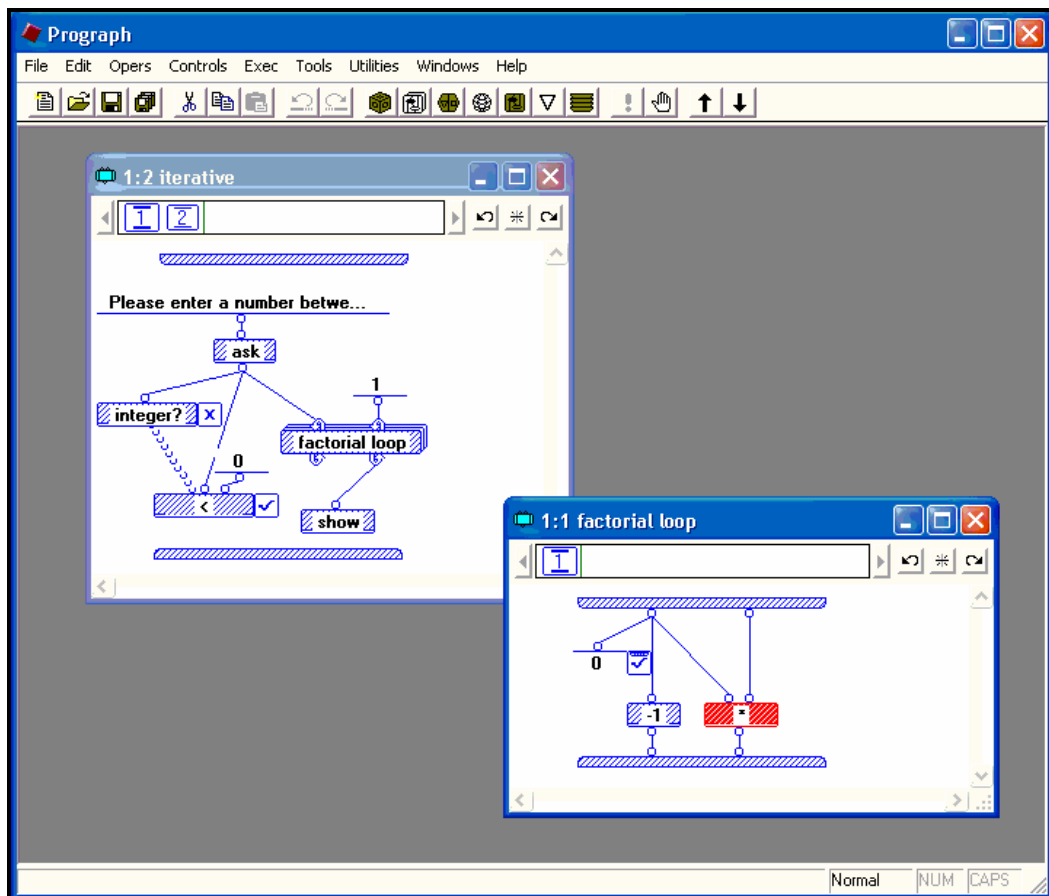 Prograph
File Edit Opers Controls Exec Tools Utilities Windows Help
1:2 iterative
1 2
Please enter a number betwe...
ask
1
integer? x
factorial loop
0
<
show
1:1 factorial loop
1
0
-1 *
Normal NUM CAPS